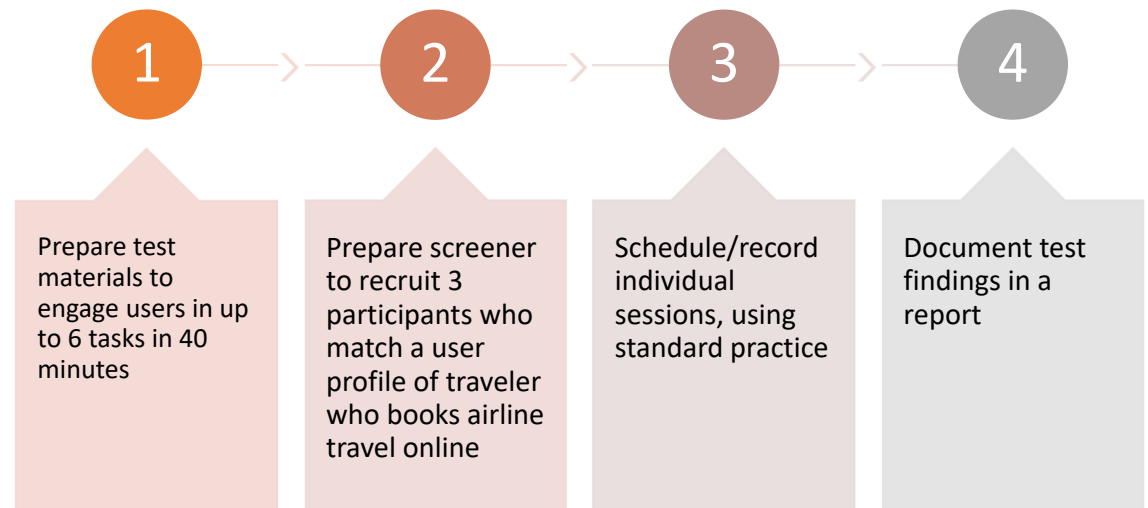 1
2
3
4
Prepare test
materials to
engage users in up
to 6 tasks in 40
minutes
Prepare screener
to recruit 3
participants who
match a user
profile of traveler
who books airline
travel online
Schedule/record
individual
sessions, using
standard practice
Document test
findings in a
report